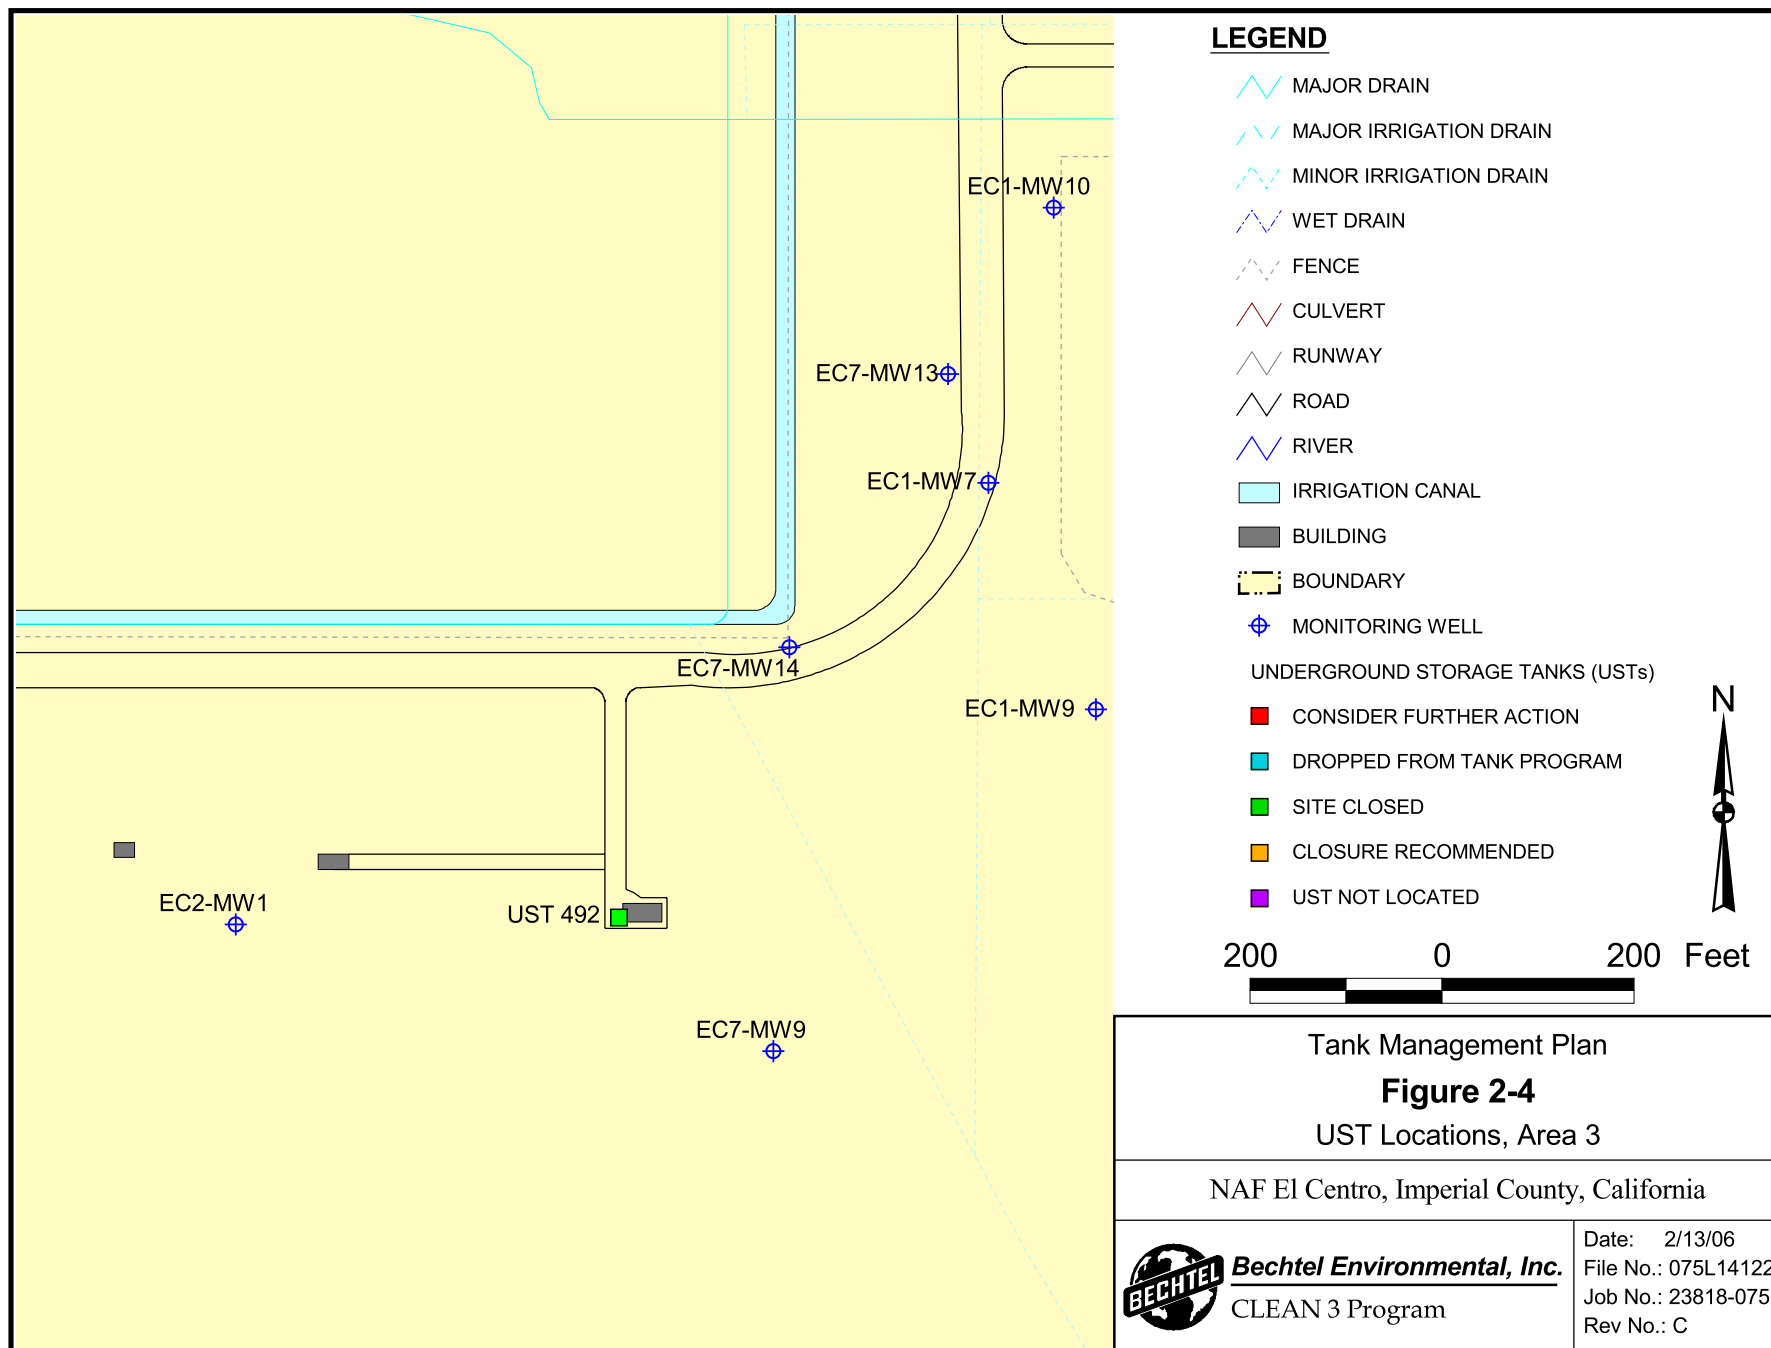 EC1-MW10
EC7-MW13
EC1-MW7
EC7-MW14
EC1-MW9
EC2-MW1
UST 492
EC7-MW9
LEGEND
MAJOR DRAIN
MAJOR IRRIGATION DRAIN
MINOR IRRIGATION DRAIN
WET DRAIN
FENCE
CULVERT
RUNWAY
ROAD
RIVER
IRRIGATION CANAL
BUILDING
BOUNDARY
MONITORING WELL
UNDERGROUND STORAGE TANKS (USTs)
CONSIDER FURTHER ACTION
DROPPED FROM TANK PROGRAM
SITE CLOSED
CLOSURE RECOMMENDED
UST NOT LOCATED
N
200 0 200 Feet
Tank Management Plan
Figure 2-4
UST Locations, Area 3
NAF El Centro, Imperial County, California
BECHTEL
Bechtel Environmental, Inc.
CLEAN 3 Program
Date: 2/13/06
File No.: 075L14122
Job No.: 23818-075
Rev No.: C